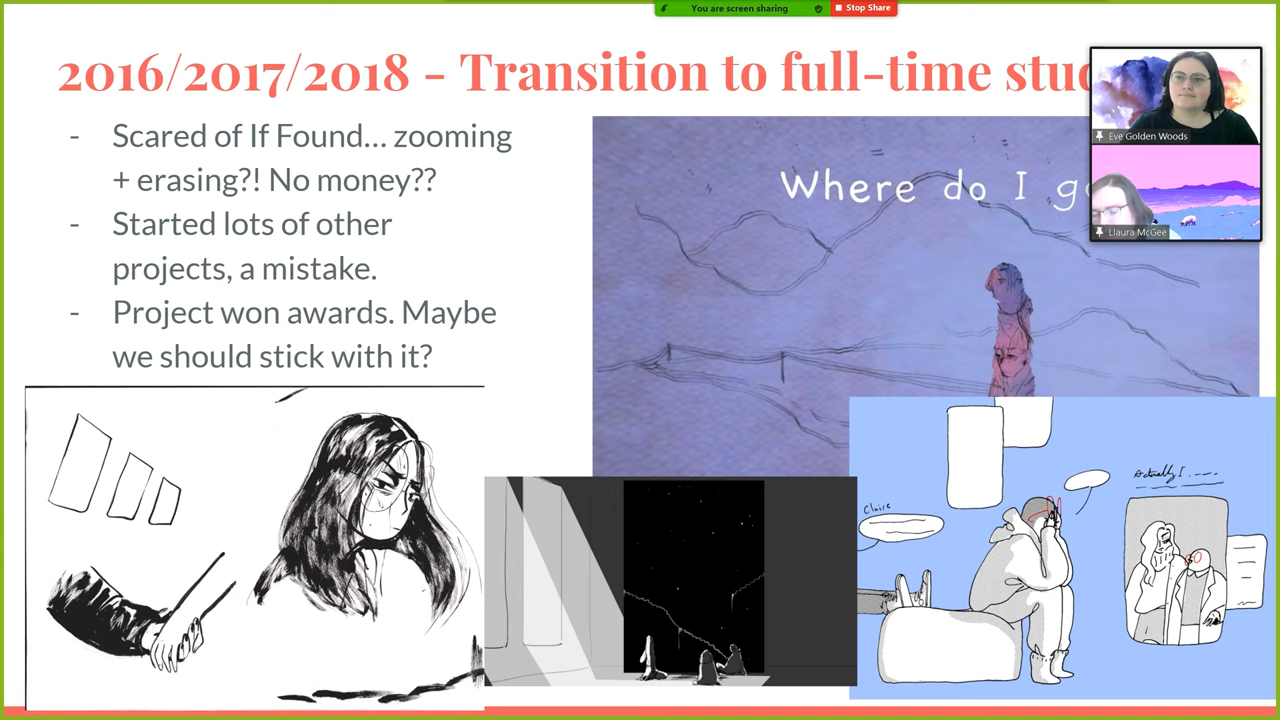 You are screen sharing
Stop Share
2016/2017/2018 - Transition to full-time stu
- Scared of If Found... zooming
+ erasing?! No money??
- Started lots of other
projects, a mistake.
- Project won awards. Maybe
we should stick with it?
Where do I g
Eve Golden Woods
Llaura McGee
Claire
Actually I .----